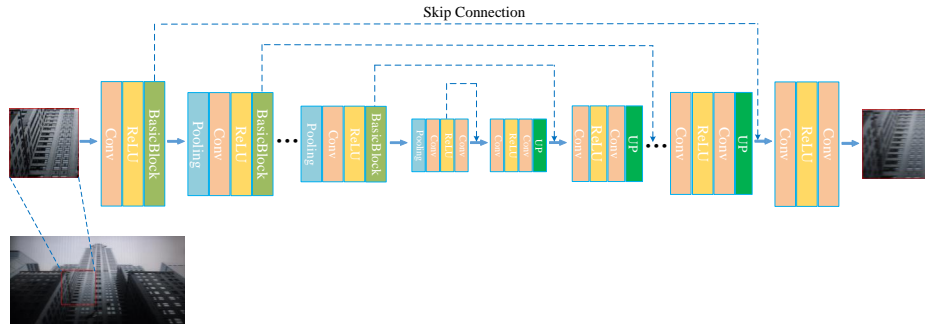 Skip Connection
Conv
ReLU
BasicBlock
Pooling
Conv
ReLU
BasicBlock
Pooling
Conv
ReLU
BasicBlock
Pooling
Conv
ReLU
Conv
Conv
ReLU
Conv
UP
Conv
ReLU
Conv
UP
Conv
ReLU
Conv
UP
Conv
ReLU
Conv